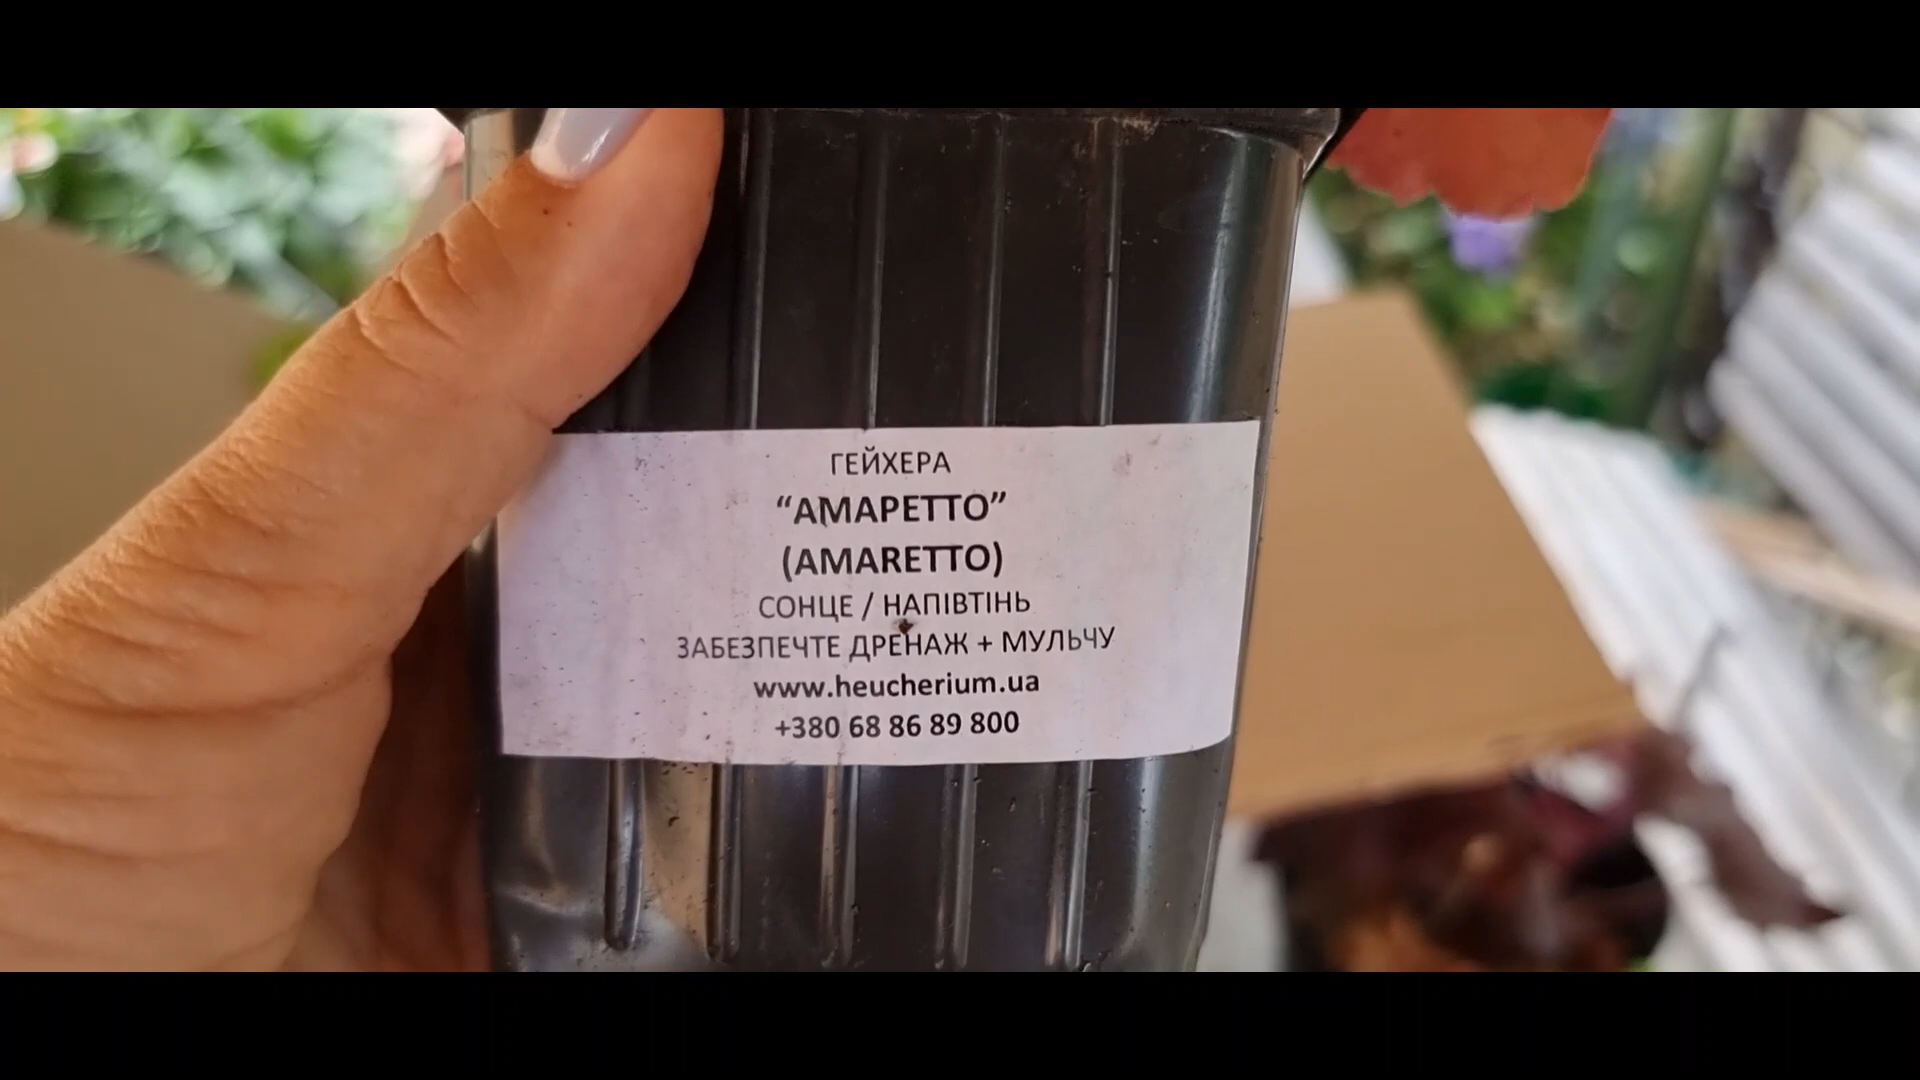 ГЕЙХЕРА
“АМАРЕТТО”
(AMARETTO)
СОНЦЕ / НАПІВТІНЬ
ЗАБЕЗПЕЧТЕ ДРЕНАЖ + МУЛЬЧУ
www.heucherium.ua
+380 68 86 89 800